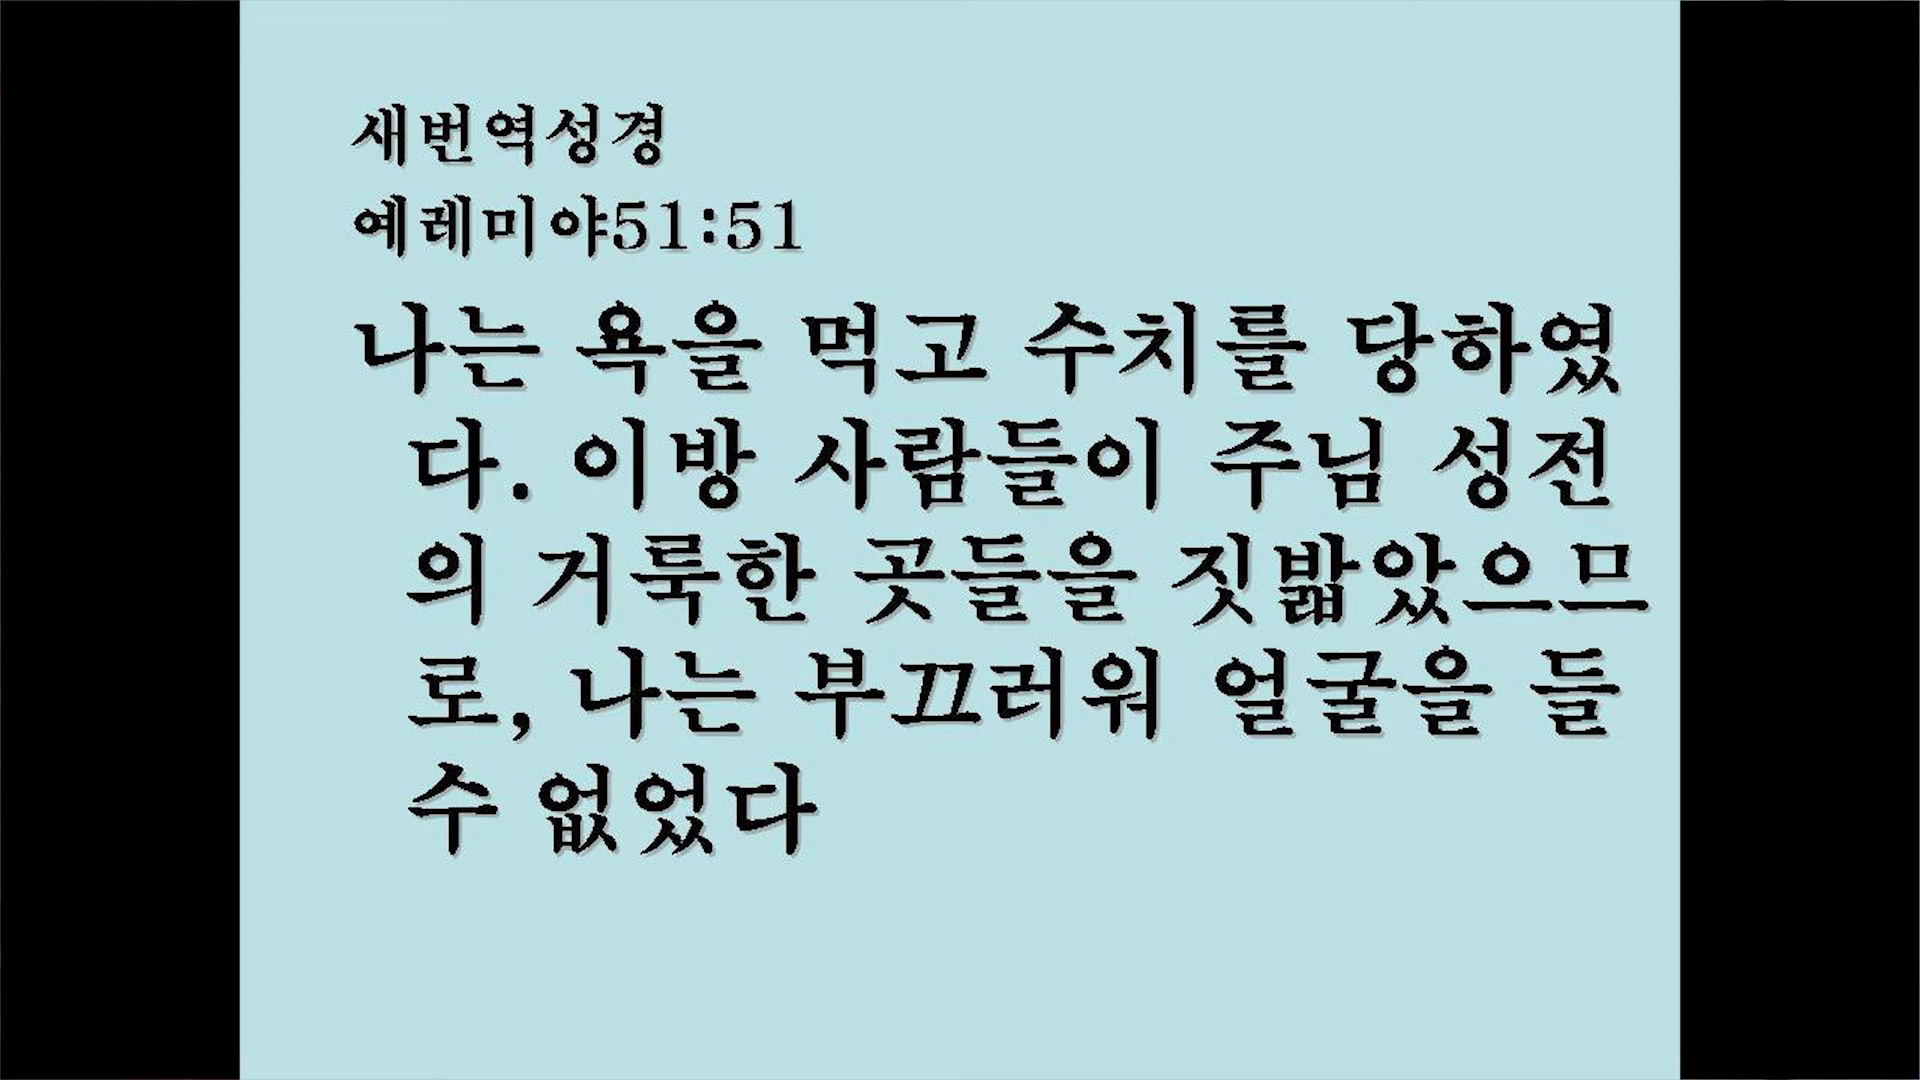 새번역성경
예레미야51:51
나는 욕을 먹고 수치를 당하였
다. 이방 사람들이 주님 성전
의 거룩한 곳들을 짓밟았으므
로, 나는 부끄러워 얼굴을 들
수 없었다